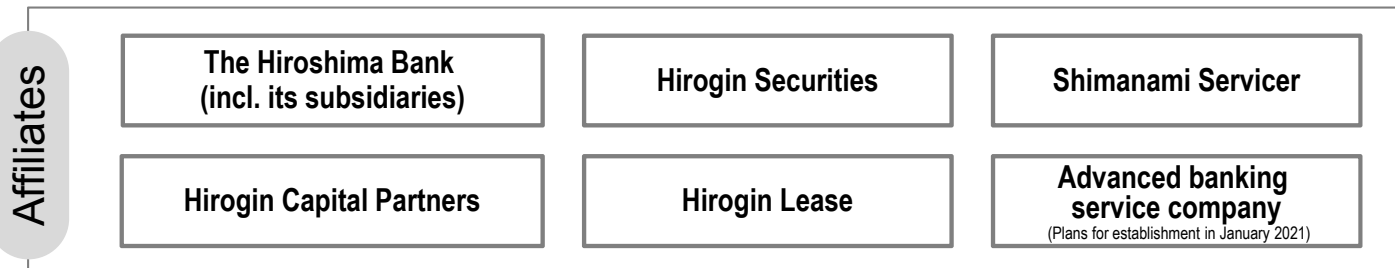 Affiliates
The Hiroshima Bank
(incl. its subsidiaries)
Hirogin Securities
Shimanami Servicer
Hirogin Capital Partners
Hirogin Lease
Advanced banking
service company
(Plans for establishment in January 2021)